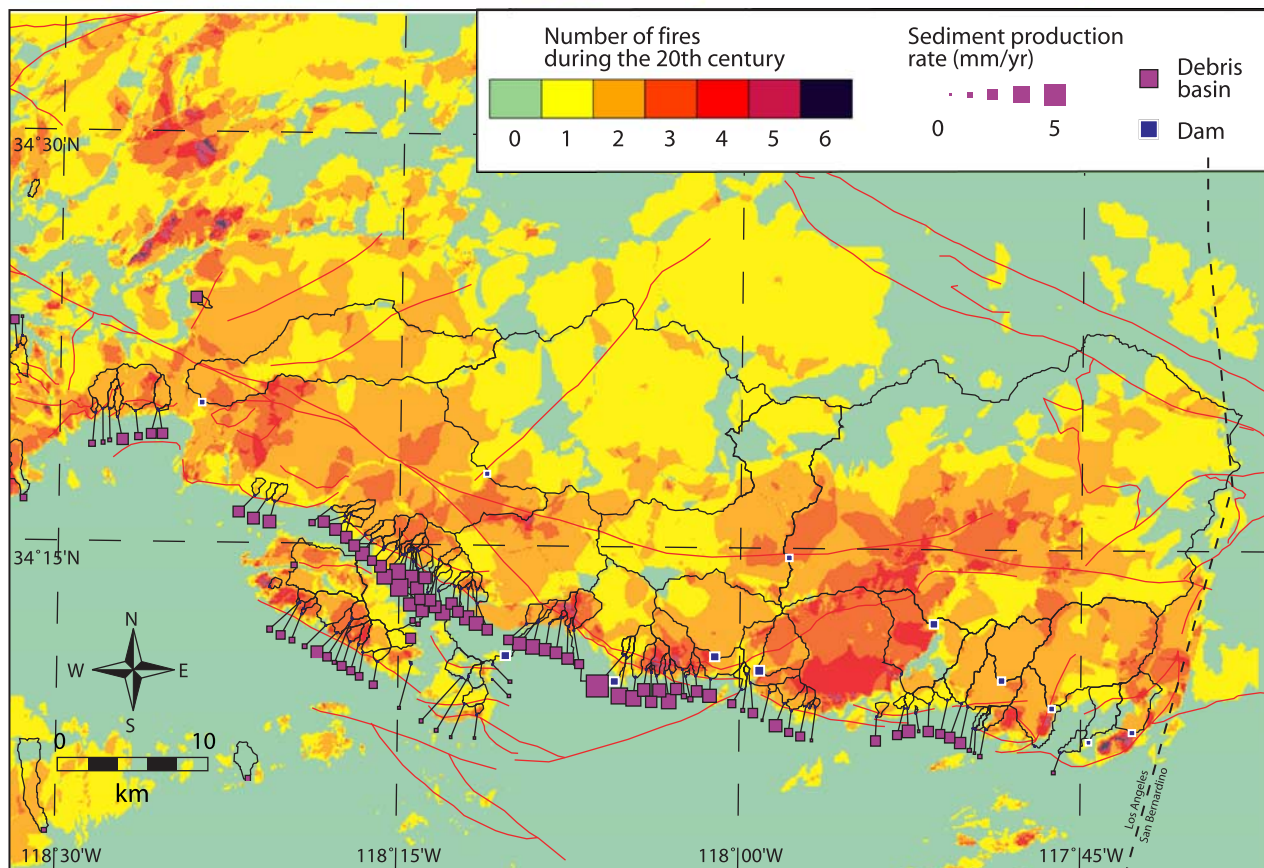 Number of fires
during the 20th century
0 1 2 3 4 5 6
Sediment production
rate (mm/yr)
0 5
Debris
basin
Dam
34°30'N
34°15'N
N
W E
S
0 10
km
Los Angeles
San Bernardino
118°30'W 118°15'W 118°00'W 117°45'W